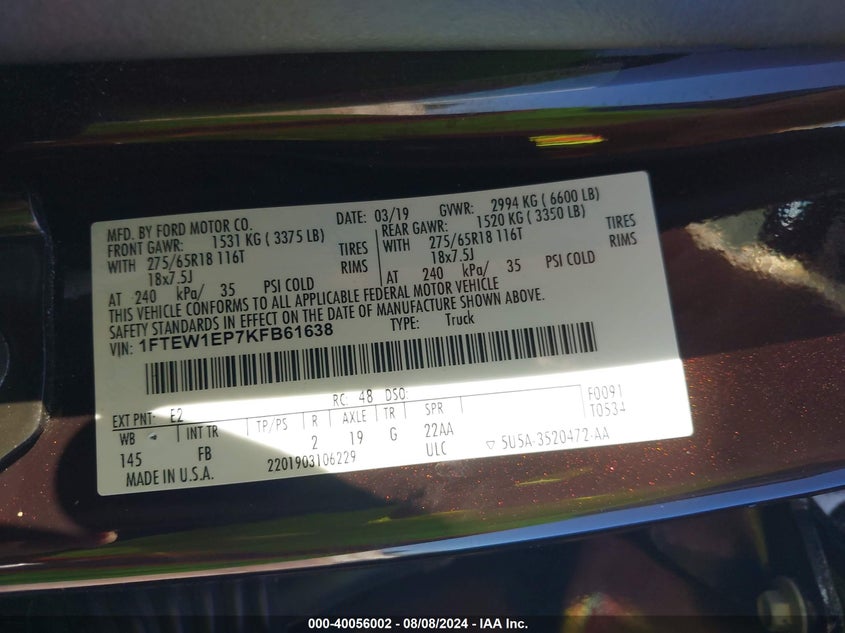 MFD. BY FORD MOTOR CO. DATE: 03/19 GVWR: 2994 KG ( 6600 LB)
FRONT GAWR: 1531 KG ( 3375 LB) REAR GAWR: 1520 KG ( 3350 LB)
WITH 275/65R18 116T TIRES WITH 275/65R18 116T TIRES
18x7.5J RIMS 18x7.5J RIMS
AT 240 kPa/ 35 PSI COLD AT 240 kPa/ 35 PSI COLD
THIS VEHICLE CONFORMS TO ALL APPLICABLE FEDERAL MOTOR VEHICLE
SAFETY STANDARDS IN EFFECT ON THE DATE OF MANUFACTURE SHOWN ABOVE.
VIN: 1FTEW1EP7KFB61638 TYPE: Truck
EXT PNT: E2 RC: 48 DSO: F0091
WB INT TR TP/PS R AXLE TR SPR T0534
145 FB 2 19 G 22AA
MADE IN U.S.A. 2201903106229 ULC 5U5A-3520472-AA
000-40056002 - 08/08/2024 - IAA Inc.